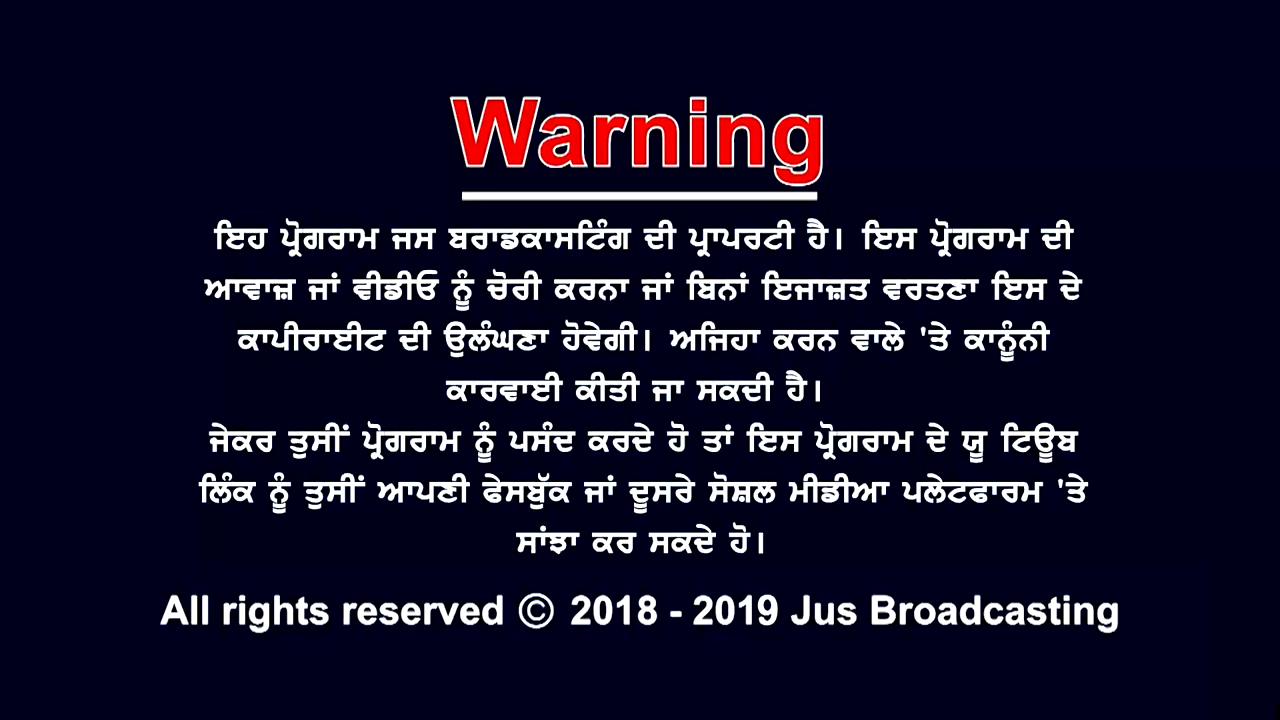 Warning
ਇਹ ਪ੍ਰੋਗਰਾਮ ਜਸ ਬਰਾਡਕਾਸਟਿੰਗ ਦੀ ਪ੍ਰਾਪਰਟੀ ਹੈ। ਇਸ ਪ੍ਰੋਗਰਾਮ ਦੀ
ਆਵਾਜ਼ ਜਾਂ ਵੀਡੀਓ ਨੂੰ ਚੋਰੀ ਕਰਨਾ ਜਾਂ ਬਿਨਾਂ ਇਜਾਜ਼ਤ ਵਰਤਣਾ ਇਸ ਦੇ
ਕਾਪੀਰਾਈਟ ਦੀ ਉਲੰਘਣਾ ਹੋਵੇਗੀ। ਅਜਿਹਾ ਕਰਨ ਵਾਲੇ 'ਤੇ ਕਾਨੂੰਨੀ
ਕਾਰਵਾਈ ਕੀਤੀ ਜਾ ਸਕਦੀ ਹੈ।
ਜੇਕਰ ਤੁਸੀਂ ਪ੍ਰੋਗਰਾਮ ਨੂੰ ਪਸੰਦ ਕਰਦੇ ਹੋ ਤਾਂ ਇਸ ਪ੍ਰੋਗਰਾਮ ਦੇ ਯੂ ਟਿਊਬ
ਲਿੰਕ ਨੂੰ ਤੁਸੀਂ ਆਪਣੀ ਫੇਸਬੁੱਕ ਜਾਂ ਦੂਸਰੇ ਸੋਸ਼ਲ ਮੀਡੀਆ ਪਲੇਟਫਾਰਮ 'ਤੇ
ਸਾਂਝਾ ਕਰ ਸਕਦੇ ਹੋ।
All rights reserved © 2018 - 2019 Jus Broadcasting